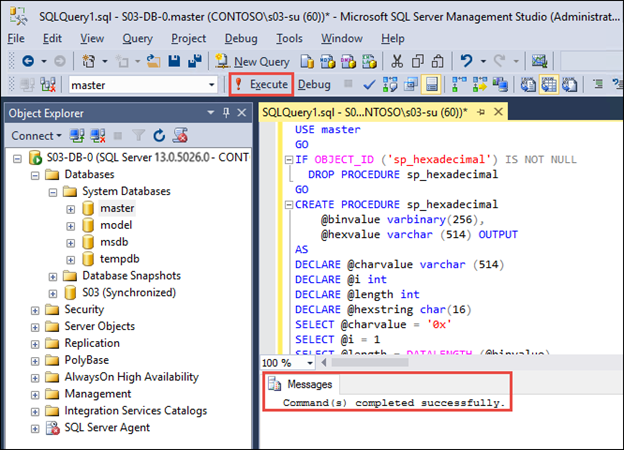 SQLQuery1.sql - S03-DB-0.master (CONTOSO\s03-su (60))* - Microsoft SQL Server Management Studio (Administrat...
File Edit View Query Project Debug Tools Window Help
New Query
master
Execute Debug
Object Explorer
SQLQuery1.sql - S0...NTOSO\s03-su (60))*
Connect
S03-DB-0 (SQL Server 13.0.5026.0 - CONT
Databases
System Databases
master
model
msdb
tempdb
Database Snapshots
S03 (Synchronized)
Security
Server Objects
Replication
PolyBase
AlwaysOn High Availability
Management
Integration Services Catalogs
SQL Server Agent
USE master
GO
IF OBJECT_ID ('sp_hexadecimal') IS NOT NULL
DROP PROCEDURE sp_hexadecimal
GO
CREATE PROCEDURE sp_hexadecimal
@binvalue varbinary(256),
@hexvalue varchar (514) OUTPUT
AS
DECLARE @charvalue varchar (514)
DECLARE @i int
DECLARE @length int
DECLARE @hexstring char(16)
SELECT @charvalue = '0x'
SELECT @i = 1
SELECT @length = DATALENGTH (@binvalue)
100 %
Messages
Command(s) completed successfully.